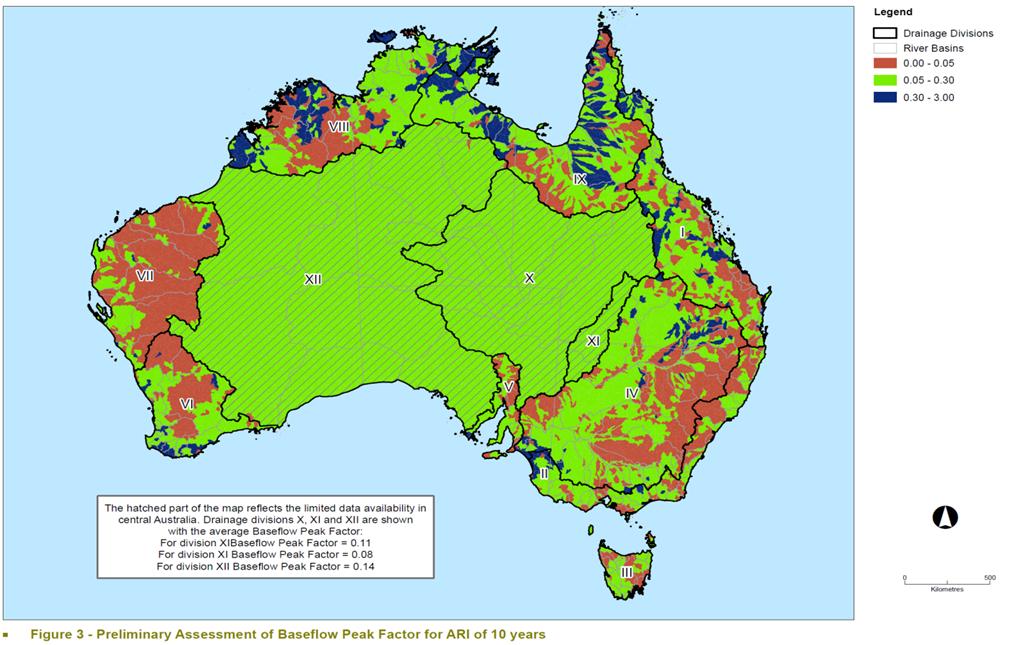 Legend
Drainage Divisions
River Basins
0.00 - 0.05
0.05 - 0.30
0.30 - 3.00
VIII
IX
I
VII
XII
X
XI
V
IV
VI
II
The hatched part of the map reflects the limited data availability in
central Australia. Drainage divisions X, XI and XII are shown
with the average Baseflow Peak Factor:
For division XIBaseflow Peak Factor = 0.11
For division XI Baseflow Peak Factor = 0.08
For division XII Baseflow Peak Factor = 0.14
III
0 500
Kilometres
Figure 3 - Preliminary Assessment of Baseflow Peak Factor for ARI of 10 years